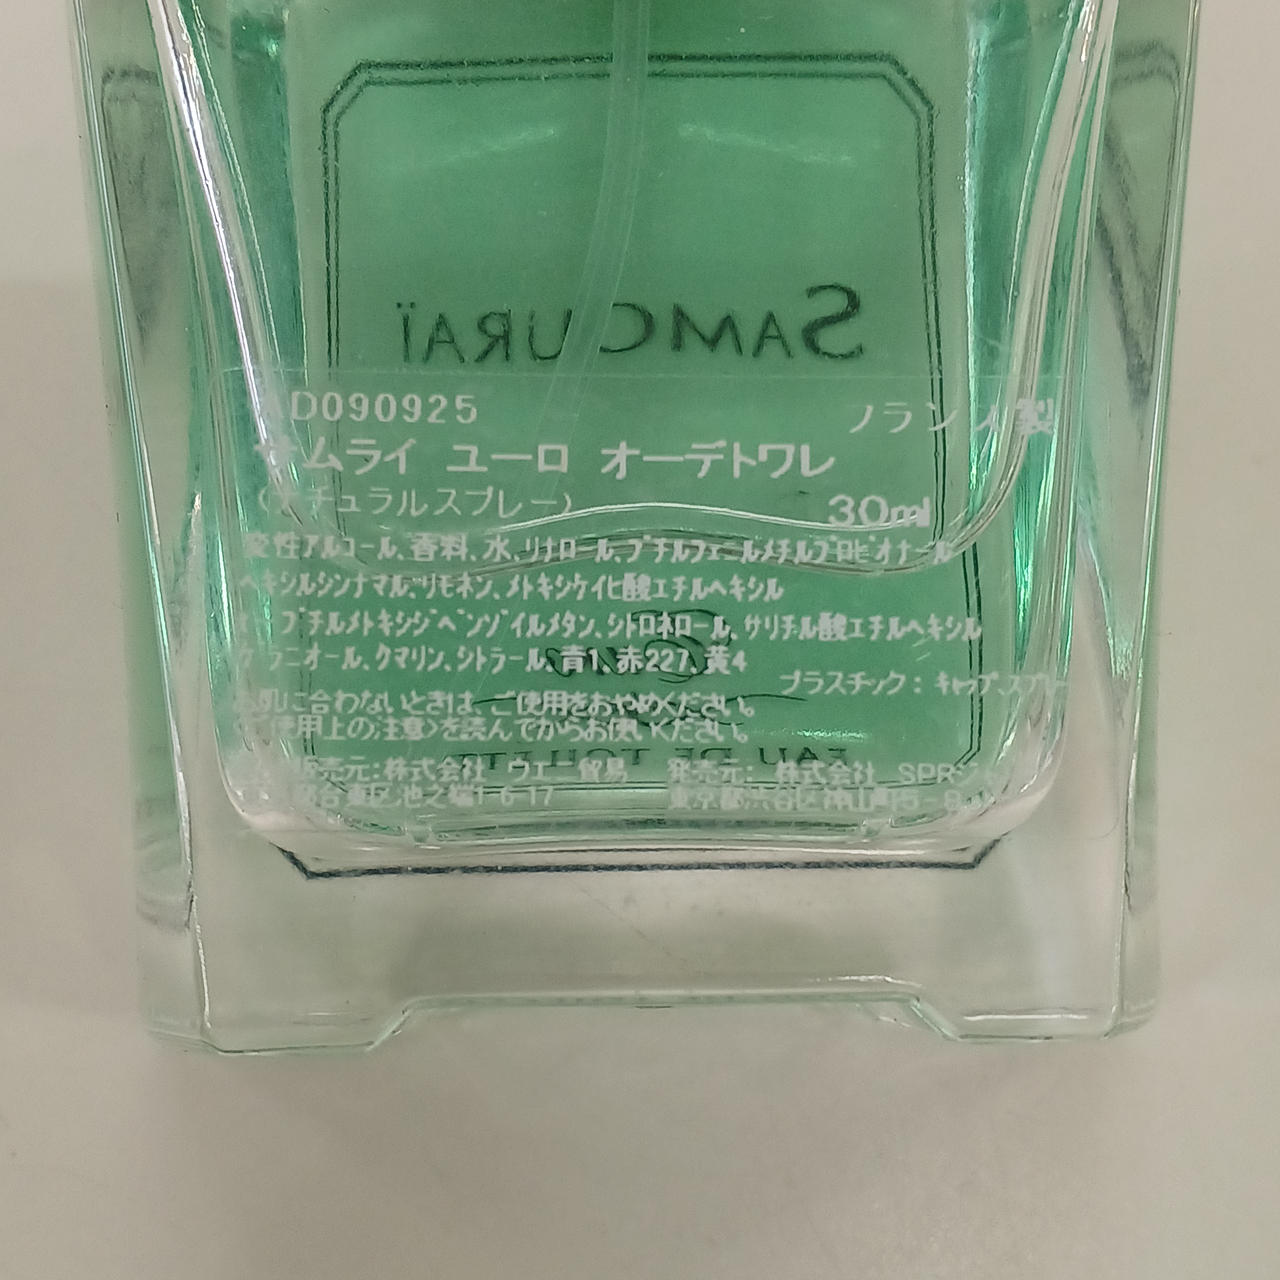 SAMOURAÏ
AD090925
フランス製
サムライ ユーロ オーデトワレ
(ナチュラルスプレー)
30ml
変性アルコール、香料、水、リナロール、ブチルフェニルメチルプロピオナール
ヘキシルシンナマル、リモネン、メトキシケイヒ酸エチルヘキシル
ブチルメトキシジベンゾイルメタン、シトロネロール、サリチル酸エチルヘキシル
ゲラニオール、クマリン、シトラール、青1、赤227、黄4
プラスチック：キャップ、スプレー
お肌に合わないときは、ご使用をおやめください。
使用上の注意>を読んでからお使いください。
販売元:株式会社 ウエニ貿易 発売元: 株式会社 SPR
台東区池之端1-6-17 東京都渋谷区神山町5-8
EAU DE TOILETTE